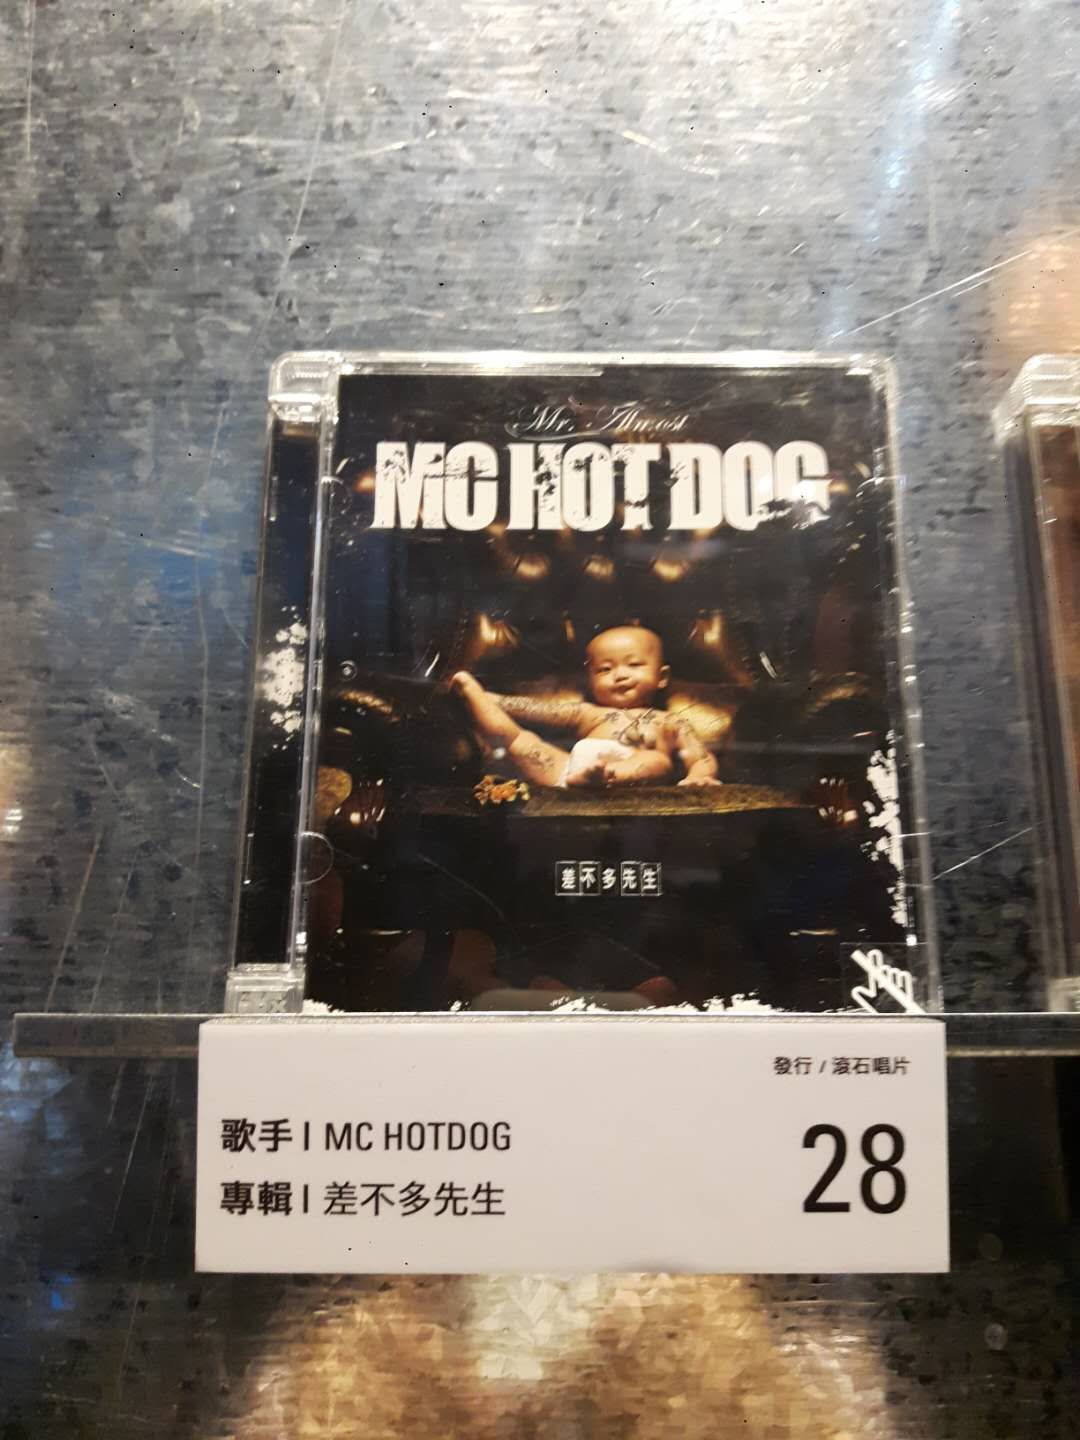 Mr. Almost
MC HOT DOG
差不多先生
發行 / 滾石唱片
歌手 | MC HOTDOG
專輯 | 差不多先生
28